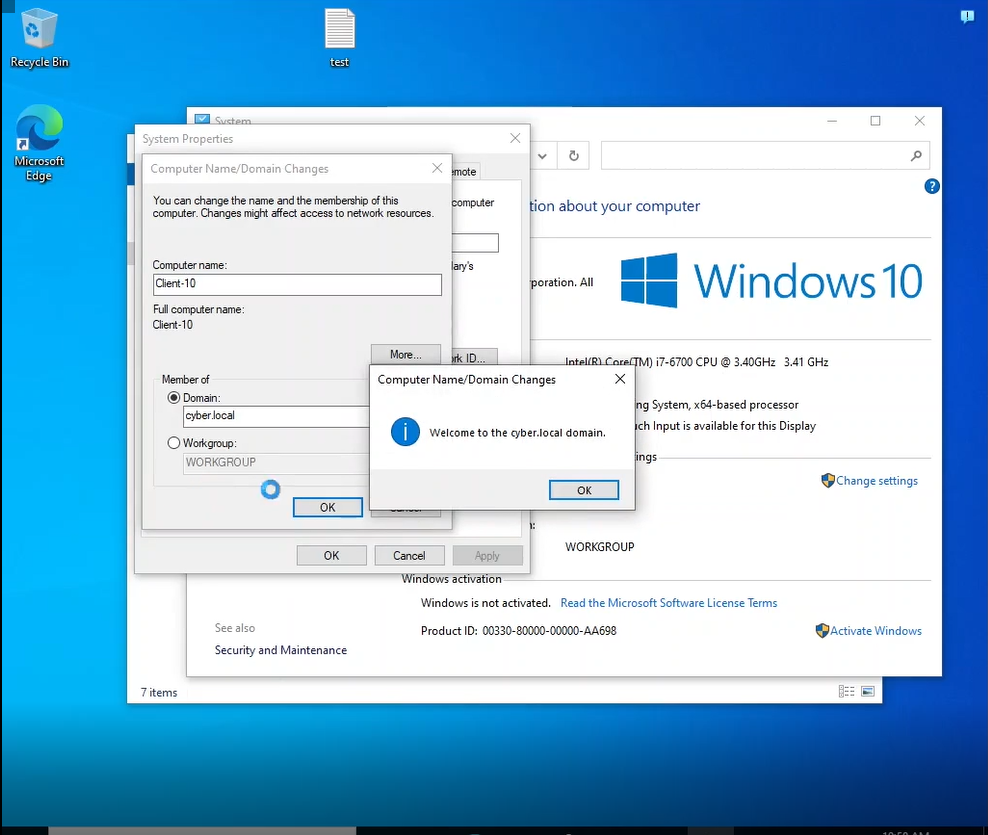 Recycle Bin
test
Microsoft
Edge
System
System Properties
Computer Name/Domain Changes
emote
You can change the name and the membership of this
computer. Changes might affect access to network resources.
computer
tion about your computer
Computer name:
Client-10
lary's
poration. All
Windows 10
Full computer name:
Client-10
More...
ork ID...
Intel(R) Core(TM) i7-6700 CPU @ 3.40GHz 3.41 GHz
Member of
Domain:
cyber.local
Workgroup:
WORKGROUP
OK
Cancel
Computer Name/Domain Changes
Welcome to the cyber.local domain.
OK
ng System, x64-based processor
ch Input is available for this Display
ings
Change settings
WORKGROUP
OK
Cancel
Apply
Windows activation
Windows is not activated. Read the Microsoft Software License Terms
Product ID: 00330-80000-00000-AA698
Activate Windows
See also
Security and Maintenance
7 items